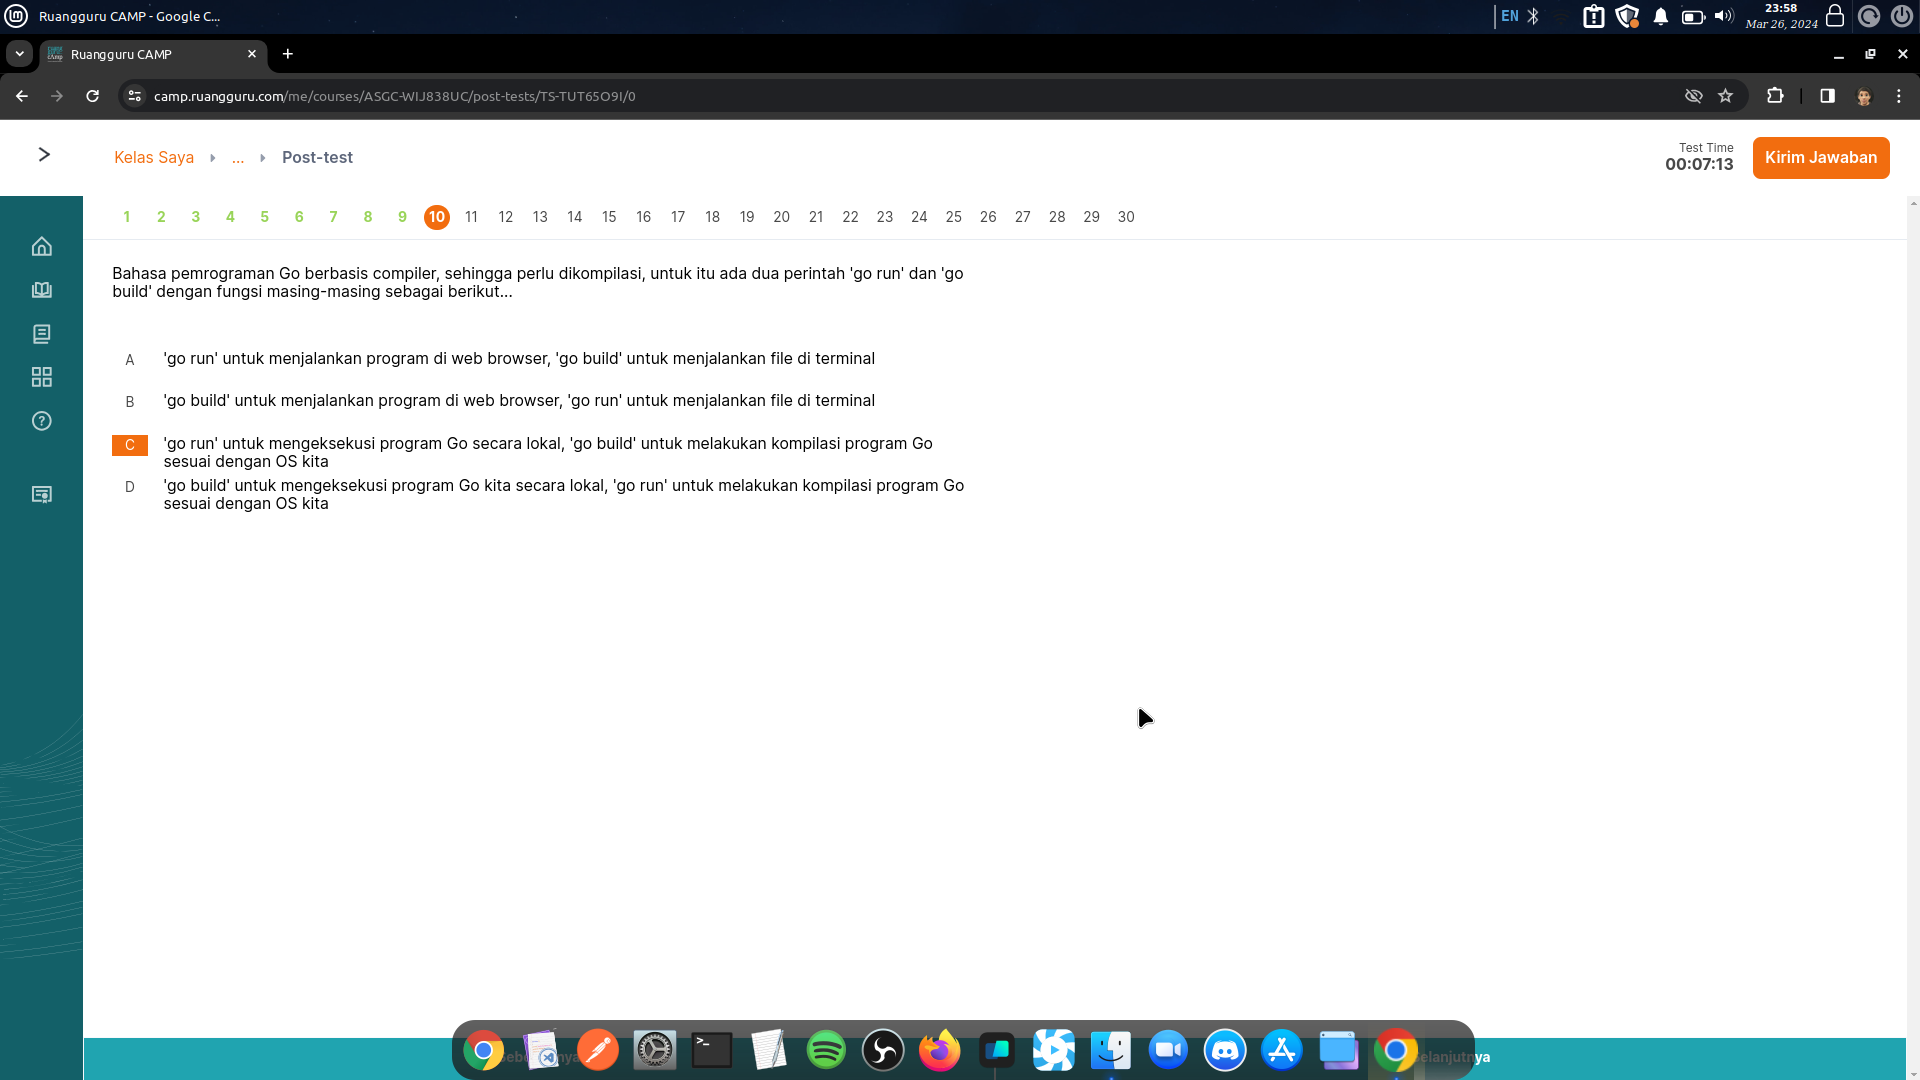 Ruangguru CAMP - Google C...
EN
23:58
Mar 26, 2024
Ruangguru CAMP
camp.ruangguru.com/me/courses/ASGC-WIJ838UC/post-tests/TS-TUT65O9I/0
Kelas Saya
...
Post-test
Test Time
00:07:13
Kirim Jawaban
1 2 3 4 5 6 7 8 9 10 11 12 13 14 15 16 17 18 19 20 21 22 23 24 25 26 27 28 29 30
Bahasa pemrograman Go berbasis compiler, sehingga perlu dikompilasi, untuk itu ada dua perintah 'go run' dan 'go
build' dengan fungsi masing-masing sebagai berikut...
A 'go run' untuk menjalankan program di web browser, 'go build' untuk menjalankan file di terminal
B 'go build' untuk menjalankan program di web browser, 'go run' untuk menjalankan file di terminal
C 'go run' untuk mengeksekusi program Go secara lokal, 'go build' untuk melakukan kompilasi program Go
sesuai dengan OS kita
D 'go build' untuk mengeksekusi program Go kita secara lokal, 'go run' untuk melakukan kompilasi program Go
sesuai dengan OS kita